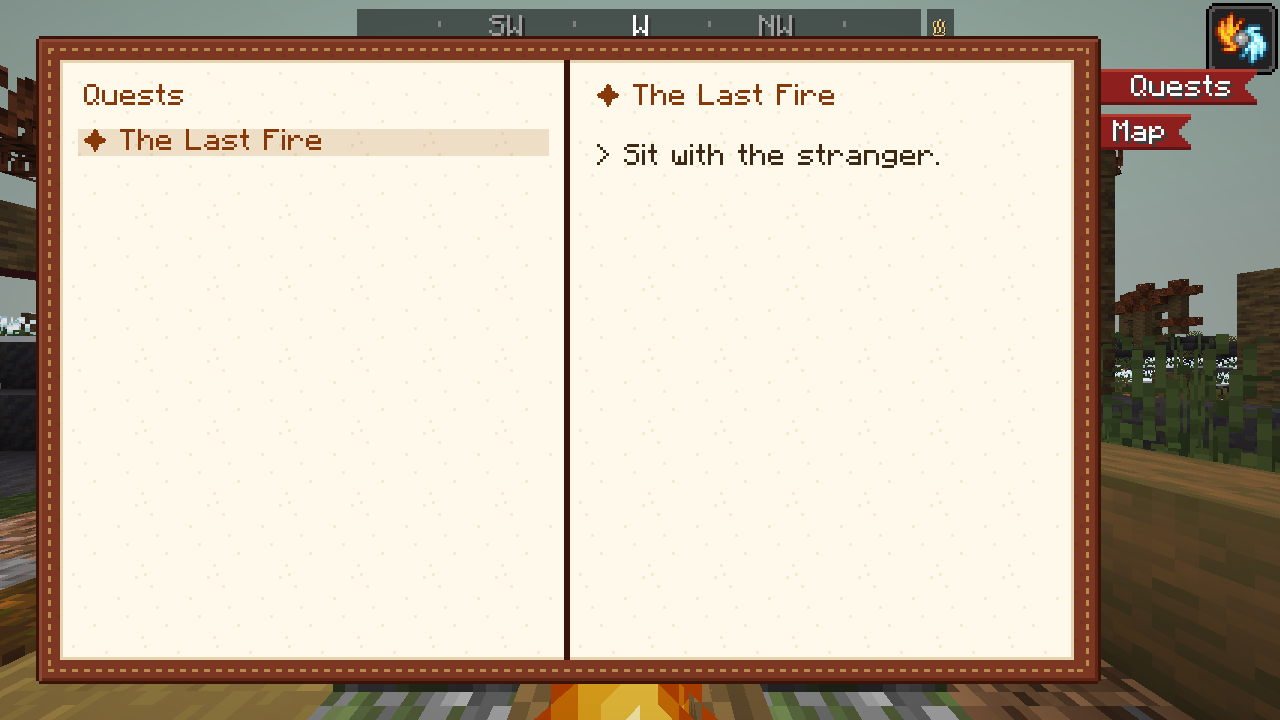 SW W NW
Quests
The Last Fire
The Last Fire
> Sit with the stranger.
Quests
Map